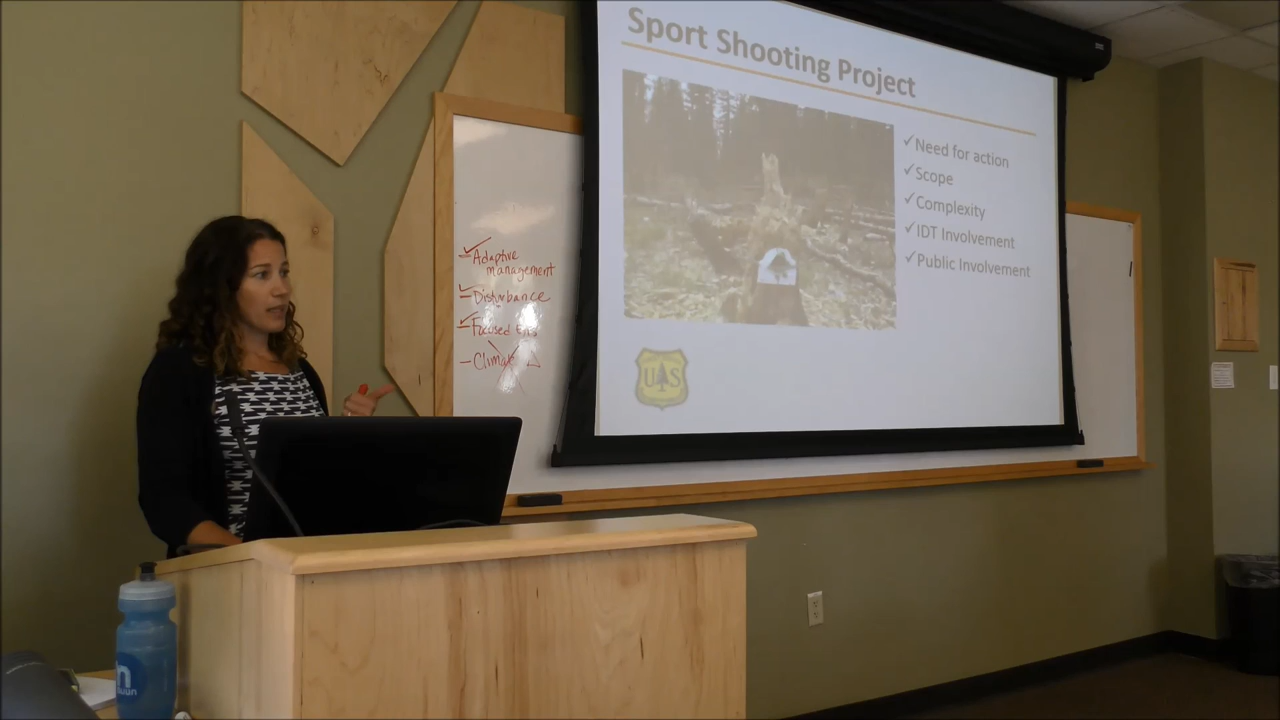 Sport Shooting Project
✓Need for action
✓Scope
✓Complexity
✓IDT Involvement
✓Public Involvement
US
✓Adaptive
management
✓Disturbance
✓Focused
-Climate Δ